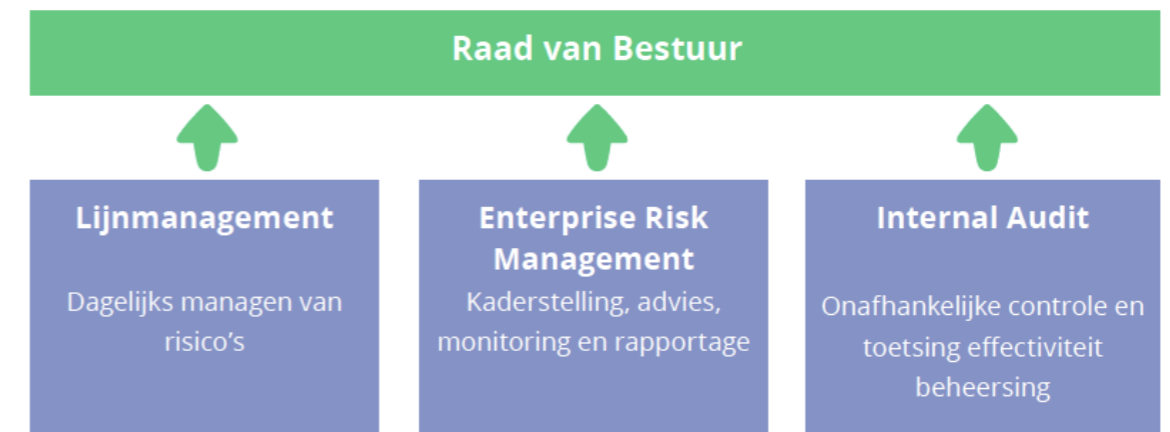 Raad van Bestuur
Lijnmanagement
Dagelijks managen van
risico’s
Enterprise Risk
Management
Kaderstelling, advies,
monitoring en rapportage
Internal Audit
Onafhankelijke controle en
toetsing effectiviteit
beheersing